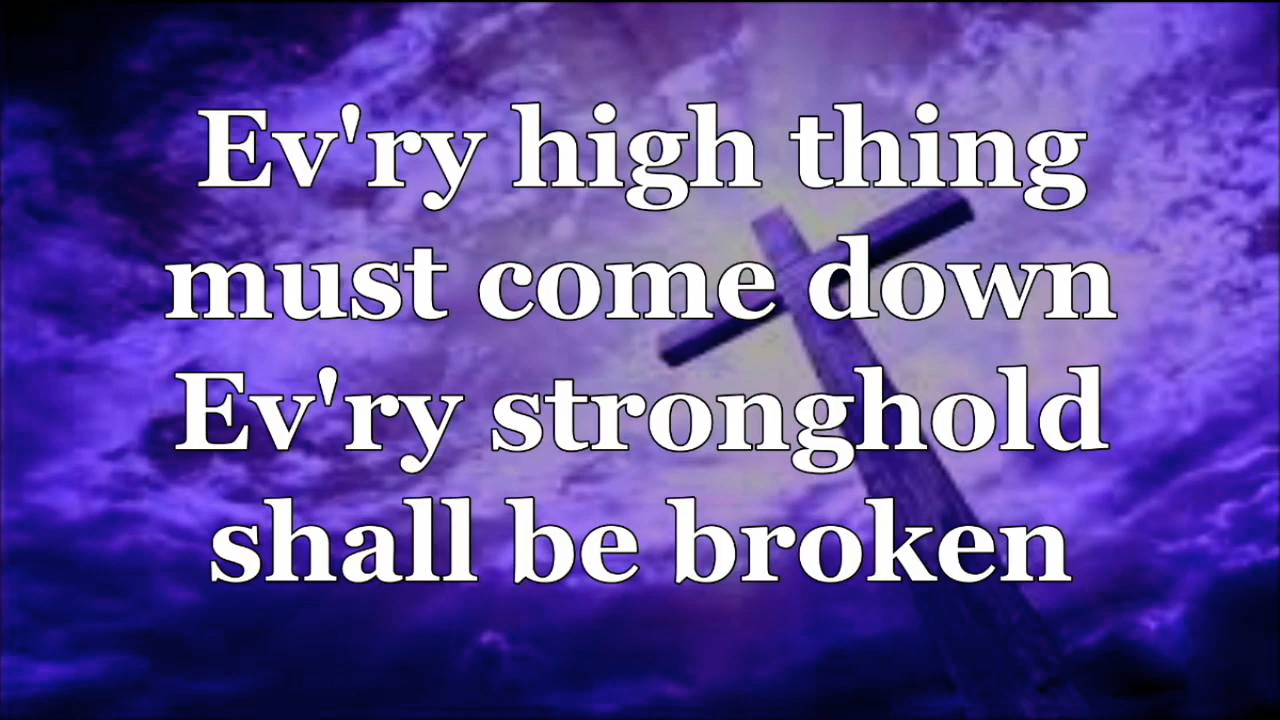 Ev'ry high thing
must come down
Ev'ry stronghold
shall be broken